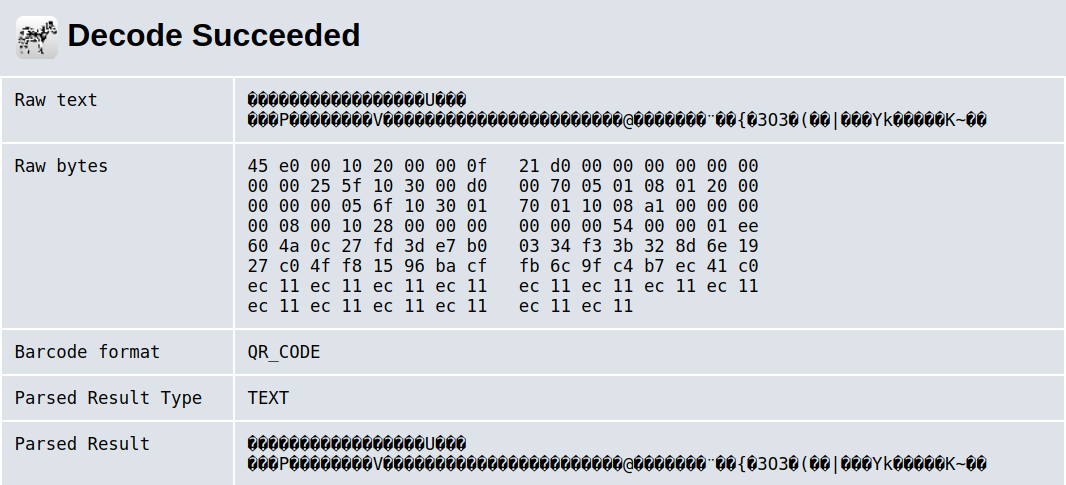 Decode Succeeded
Raw text
��������������������U���
���P��������V�����������������������������@�������¨��{�3O3�(��|���Yk�����K~��
Raw bytes
45 e0 00 10 20 00 00 0f 21 d0 00 00 00 00 00 00
00 00 25 5f 10 30 00 d0 00 70 05 01 08 01 20 00
00 00 00 05 6f 10 30 01 70 01 10 08 a1 00 00 00
00 08 00 10 28 00 00 00 00 00 00 54 00 00 01 ee
60 4a 0c 27 fd 3d e7 b0 03 34 f3 3b 32 8d 6e 19
27 c0 4f f8 15 96 ba cf fb 6c 9f c4 b7 ec 41 c0
ec 11 ec 11 ec 11 ec 11 ec 11 ec 11 ec 11 ec 11
ec 11 ec 11 ec 11 ec 11 ec 11 ec 11
Barcode format
QR_CODE
Parsed Result Type
TEXT
Parsed Result
��������������������U���
���P��������V�����������������������������@�������¨��{�3O3�(��|���Yk�����K~��